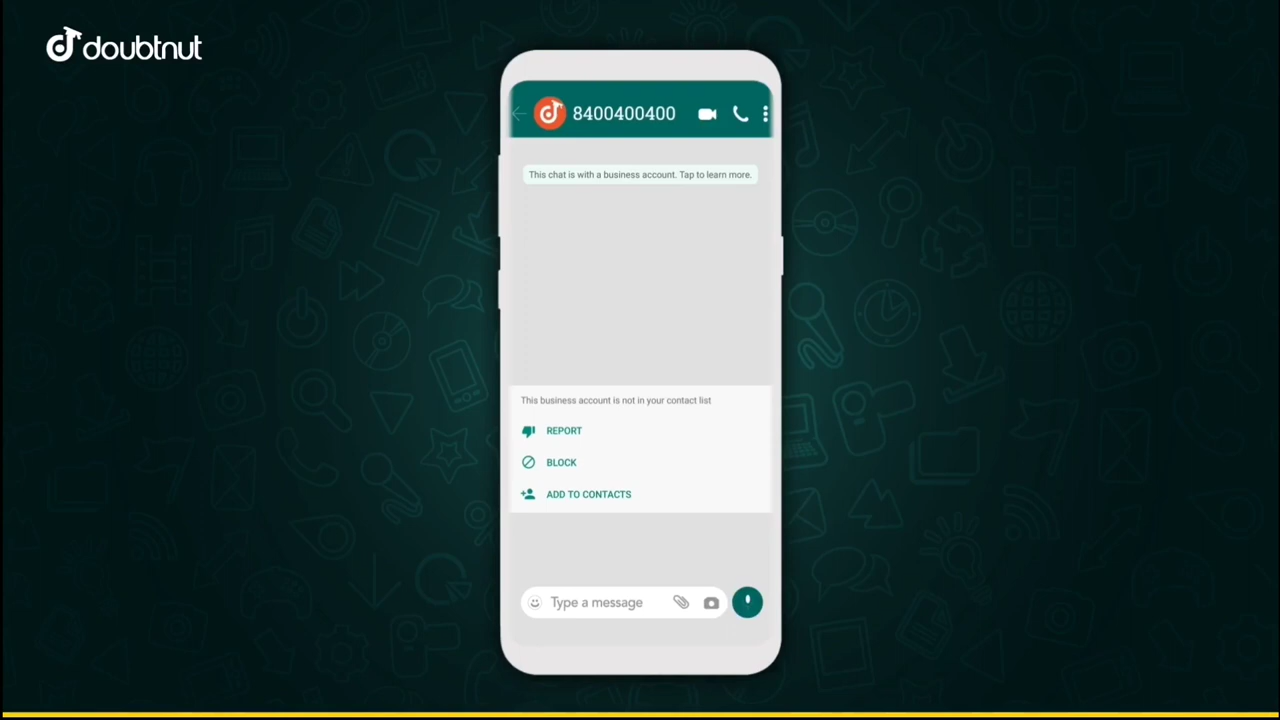 doubtnut
8400400400
This chat is with a business account. Tap to learn more.
This business account is not in your contact list
REPORT
BLOCK
ADD TO CONTACTS
Type a message